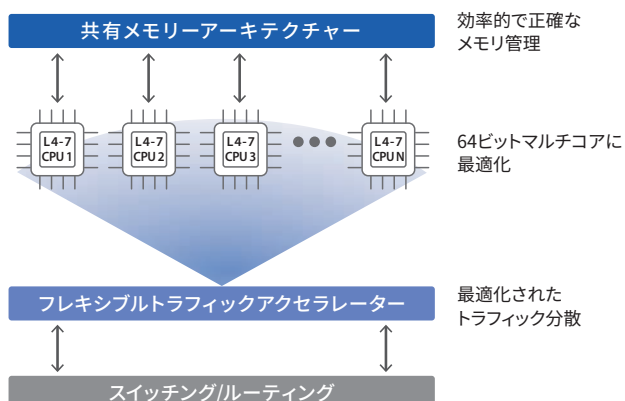 共有メモリーアーキテクチャー
効率的で正確な
メモリ管理
L4-7
CPU 1
L4-7
CPU 2
L4-7
CPU 3
L4-7
CPU N
64ビットマルチコアに
最適化
フレキシブルトラフィックアクセラレーター
最適化された
トラフィック分散
スイッチング/ルーティング